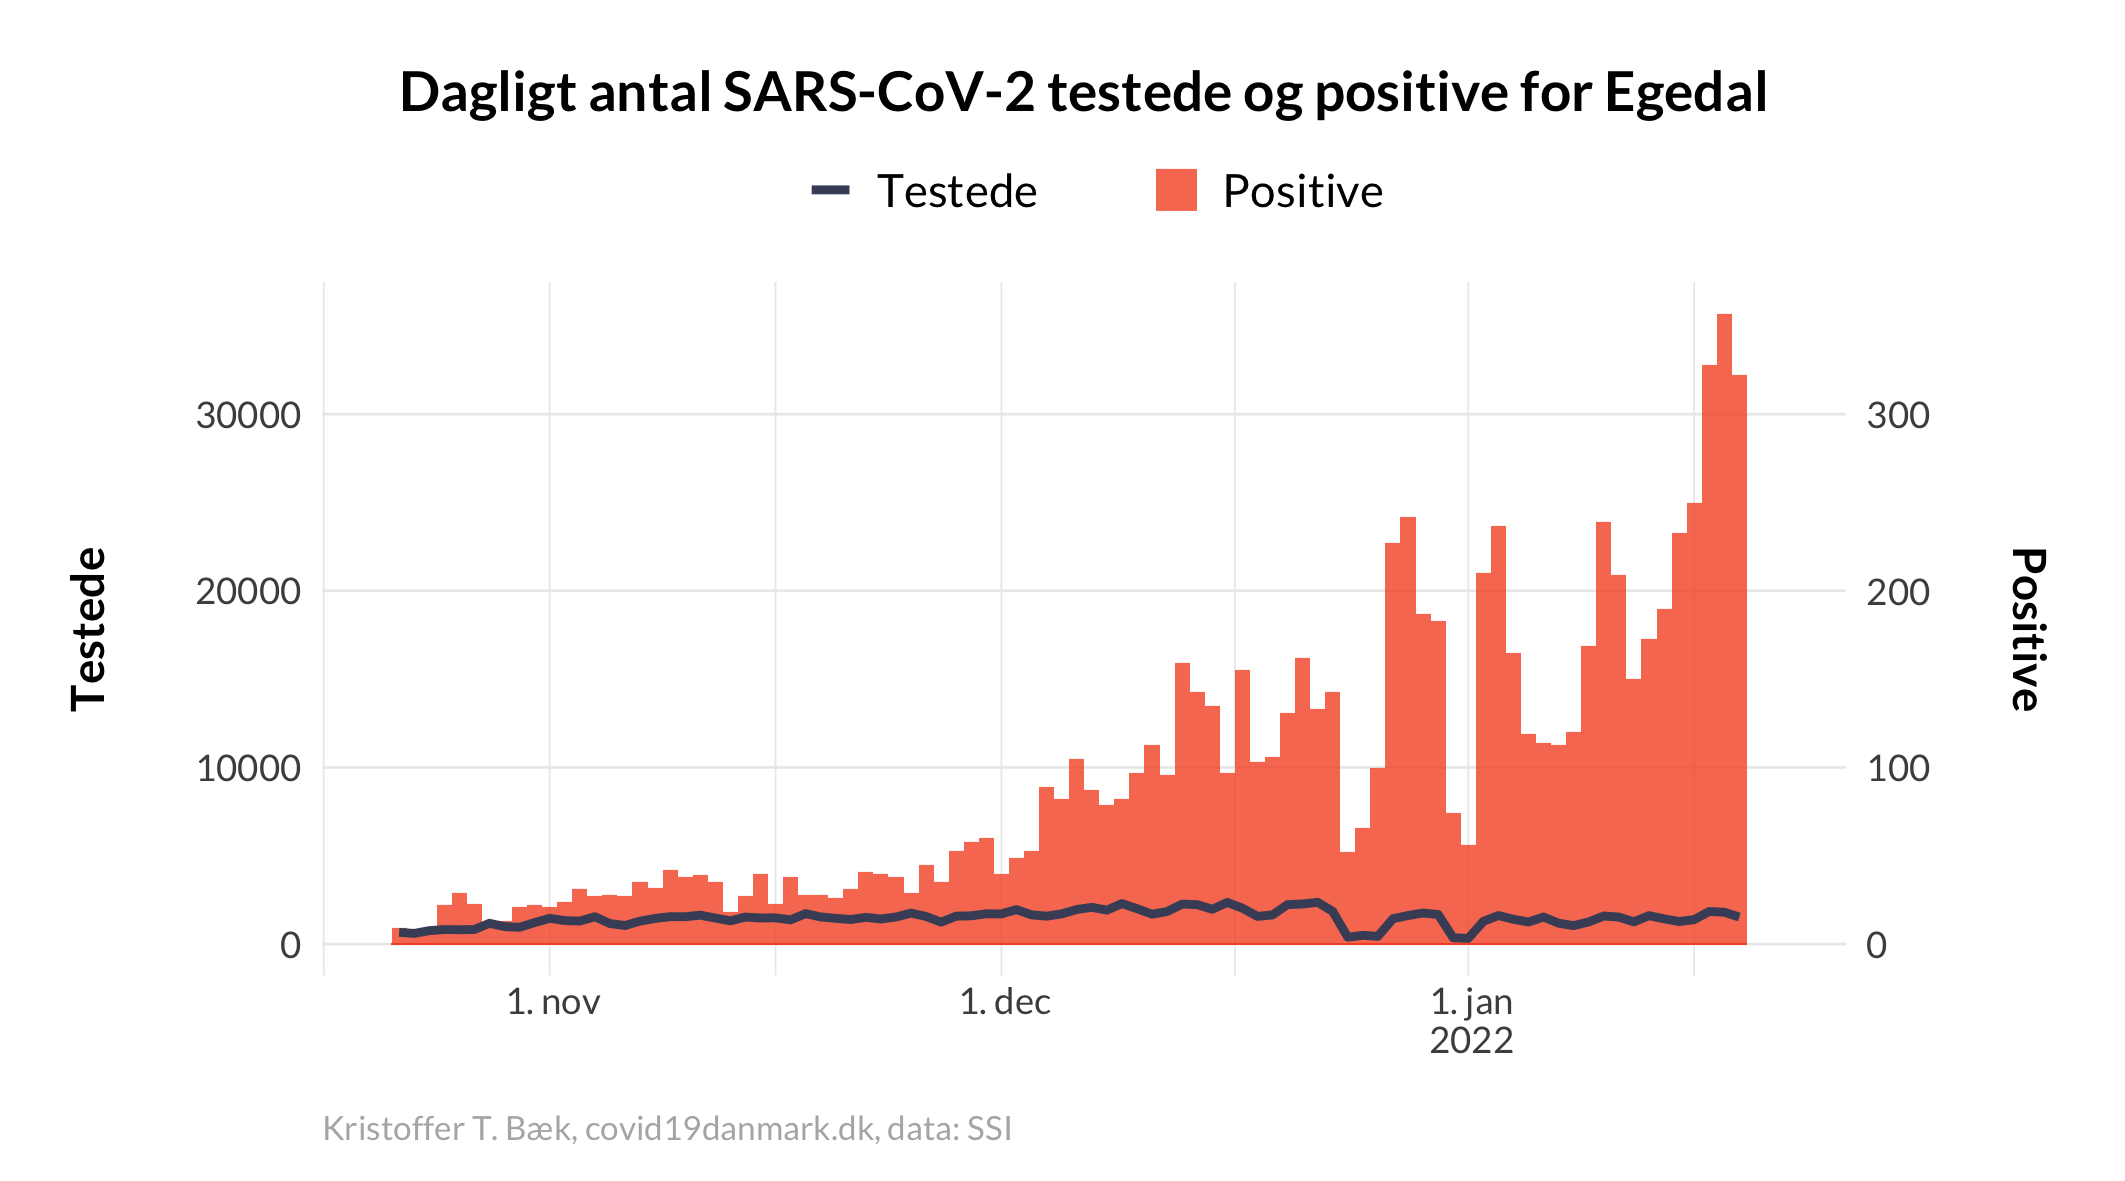 Dagligt antal SARS-CoV-2 testede og positive for Egedal
Testede
Positive
30000
20000
10000
0
300
200
100
0
Testede
Positive
1. nov
1. dec
1. jan
2022
Kristoffer T. Bæk, covid19danmark.dk, data: SSI